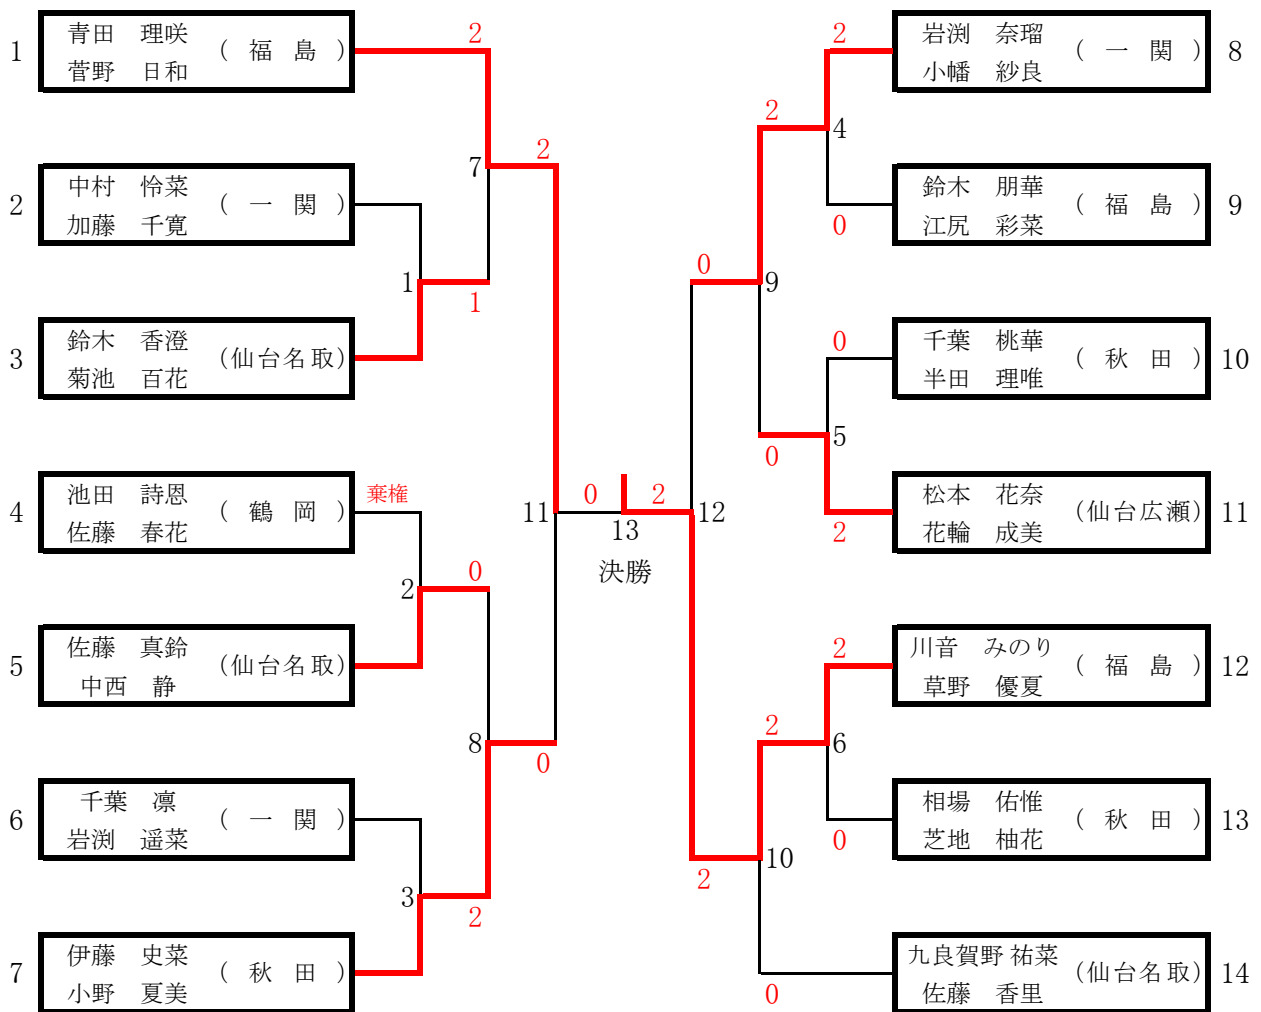 1
青田　理咲
菅野　日和
(　福　島　)
2
中村　怜菜
加藤　千寛
(　一　関　)
3
鈴木　香澄
菊池　百花
(仙台名取)
4
池田　詩恩
佐藤　春花
(　鶴　岡　)
5
佐藤　真鈴
中西　静
(仙台名取)
6
千葉　凛
岩渕　遥菜
(　一　関　)
7
伊藤　史菜
小野　夏美
(　秋　田　)
2
7
2
1
1
棄権
2
0
8
0
3
2
11
0
2
12
13
決勝
2
4
2
0
0
9
0
5
0
2
2
2
6
0
10
2
0
岩渕　奈瑠
小幡　紗良
(　一　関　)
8
鈴木　朋華
江尻　彩菜
(　福　島　)
9
千葉　桃華
半田　理唯
(　秋　田　)
10
松本　花奈
花輪　成美
(仙台広瀬)
11
川音　みのり
草野　優夏
(　福　島　)
12
相場　佑惟
芝地　柚花
(　秋　田　)
13
九良賀野 祐菜
佐藤　香里
(仙台名取)
14